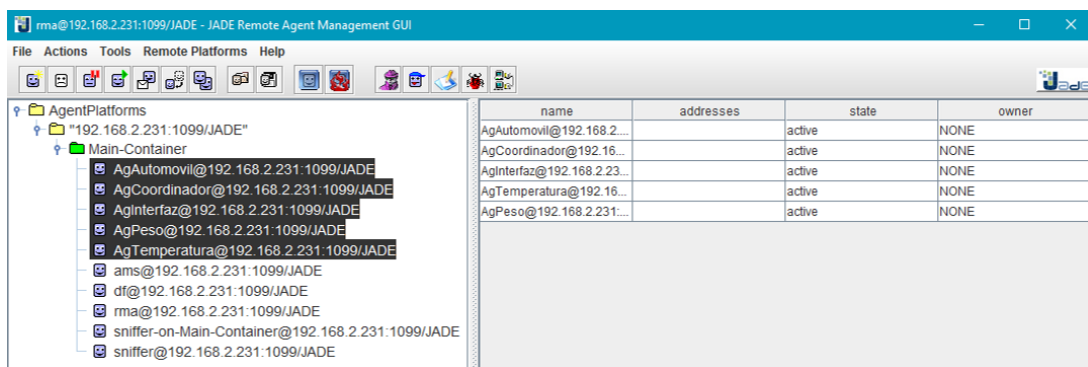 rma@192.168.2.231:1099/JADE - JADE Remote Agent Management GUI
File Actions Tools Remote Platforms Help
Jade
AgentPlatforms
"192.168.2.231:1099/JADE"
Main-Container
AgAutomovil@192.168.2.231:1099/JADE
AgCoordinador@192.168.2.231:1099/JADE
AgInterfaz@192.168.2.231:1099/JADE
AgPeso@192.168.2.231:1099/JADE
AgTemperatura@192.168.2.231:1099/JADE
ams@192.168.2.231:1099/JADE
df@192.168.2.231:1099/JADE
rma@192.168.2.231:1099/JADE
sniffer-on-Main-Container@192.168.2.231:1099/JADE
sniffer@192.168.2.231:1099/JADE
name addresses state owner
AgAutomovil@192.168.2.... active NONE
AgCoordinador@192.16... active NONE
AgInterfaz@192.168.2.23... active NONE
AgTemperatura@192.16... active NONE
AgPeso@192.168.2.231:... active NONE